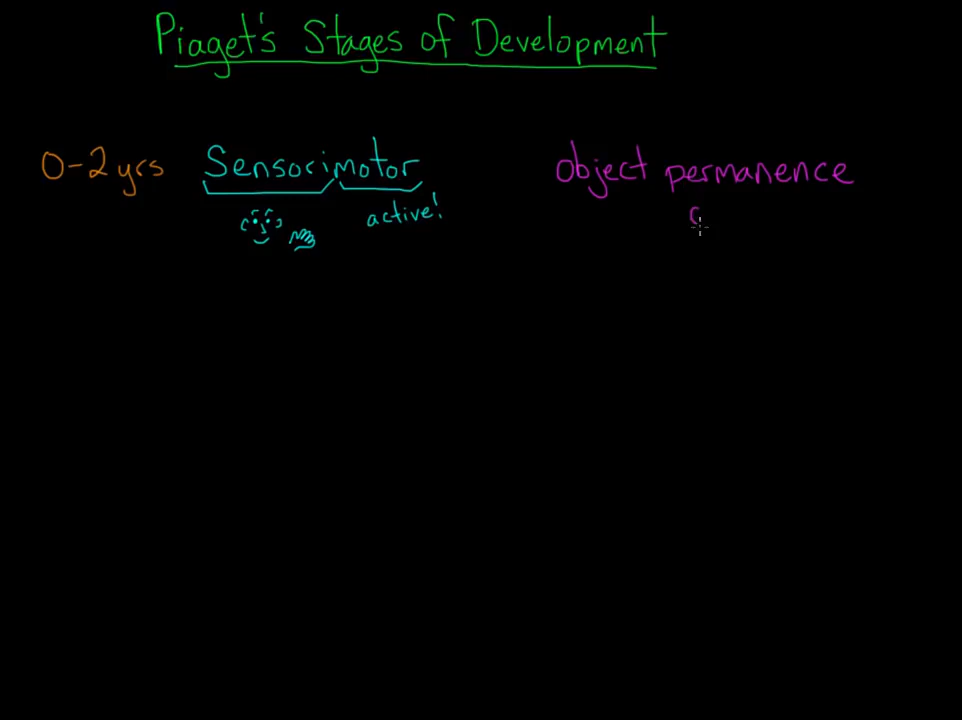 Piaget's Stages of Development
0-2 yrs Sensorimotor Object permanence
active!